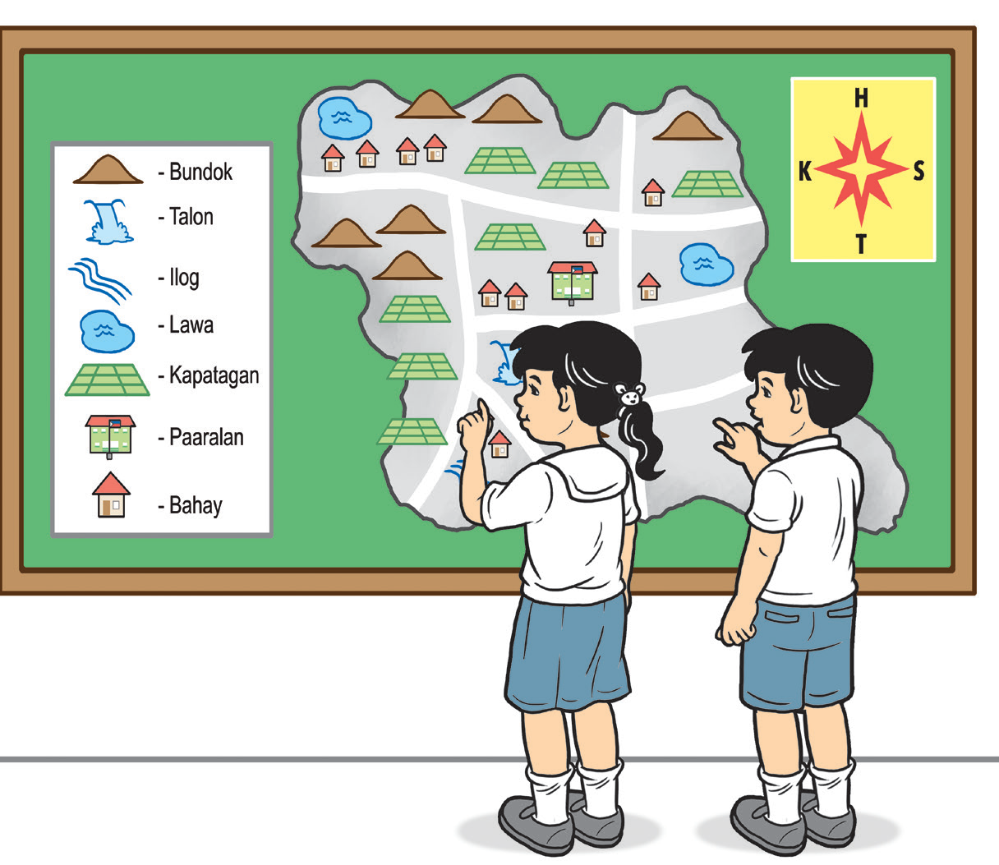 - Bundok
- Talon
- Ilog
- Lawa
- Kapatagan
- Paaralan
- Bahay
H
K S
T